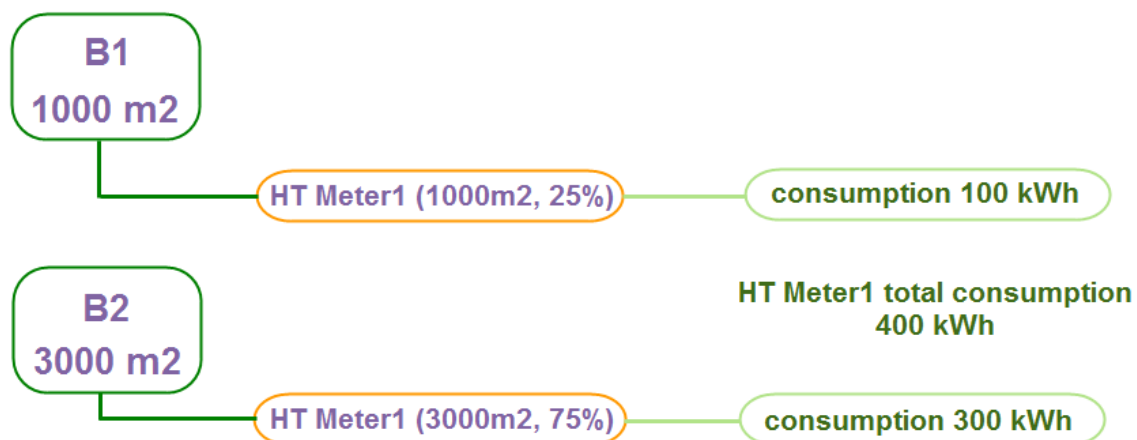 B1
1000 m2
HT Meter1 (1000m2, 25%)
consumption 100 kWh
B2
3000 m2
HT Meter1 total consumption
400 kWh
HT Meter1 (3000m2, 75%)
consumption 300 kWh